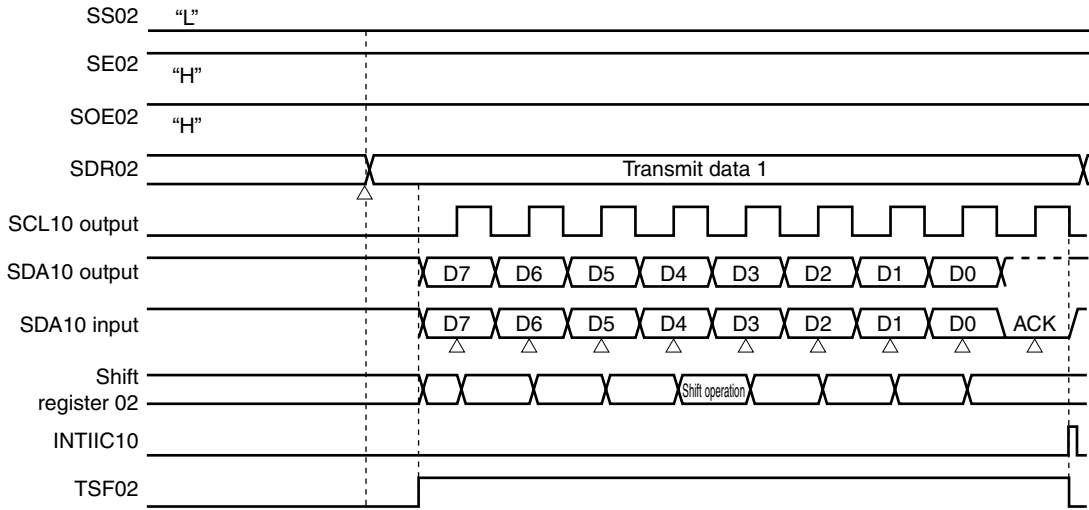 SS02 “L”
SE02 “H”
SOE02 “H”
SDR02 Transmit data 1
SCL10 output
SDA10 output D7 D6 D5 D4 D3 D2 D1 D0
SDA10 input D7 D6 D5 D4 D3 D2 D1 D0 ACK
Shift
register 02 Shift operation
INTIIC10
TSF02